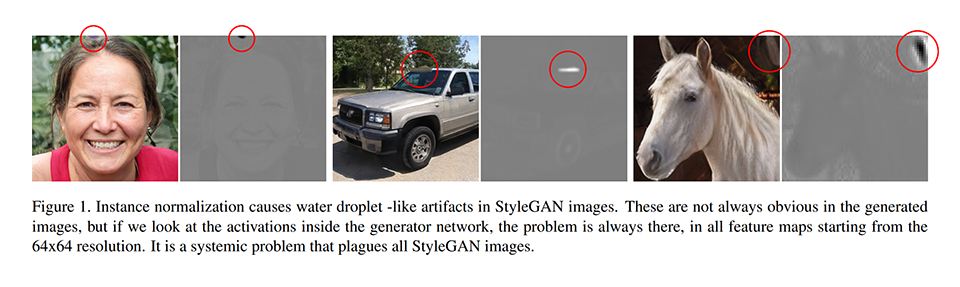 Figure 1. Instance normalization causes water droplet -like artifacts in StyleGAN images. These are not always obvious in the generated
images, but if we look at the activations inside the generator network, the problem is always there, in all feature maps starting from the
64x64 resolution. It is a systemic problem that plagues all StyleGAN images.